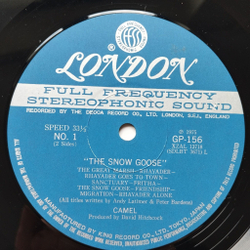 LONDON
FULL FREQUENCY
STEREOPHONIC SOUND
RECORDED BY THE DECCA RECORD CO., LTD. LONDON, S.E.
SPEED 33⅓
NO. 1
(2 Sides)
℗ 1975
GP-156
"THE SNOW GOOSE"
THE GREAT MARSH - RHAYADER -
RHAYADER GOES TO TOWN -
SANCTUARY - FRITHA -
THE SNOW GOOSE - FRIENDSHIP -
MIGRATION - RHAYADER ALONE
(All titles written by Andy Latimer & Peter Bardens)
CAMEL
Produced by David Hitchcock
MANUFACTURED BY KING RECORD CO., LTD. TOKYO, JAPAN